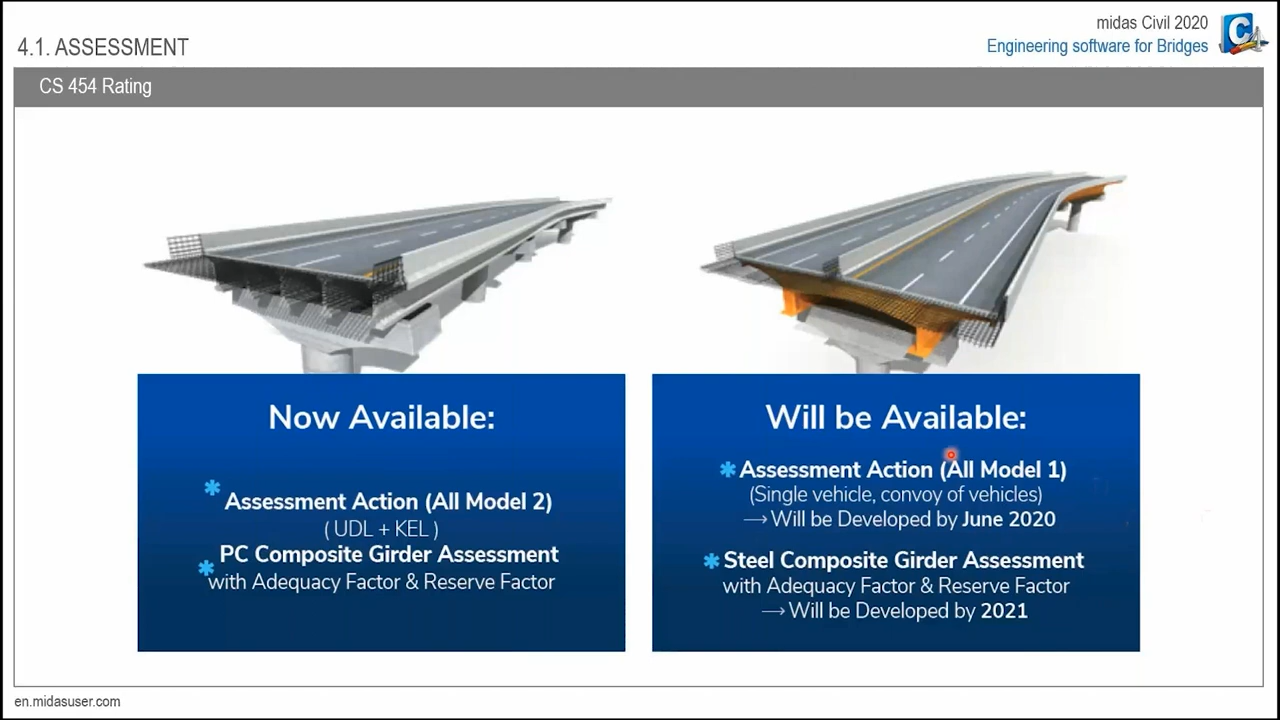 midas Civil 2020
4.1. ASSESSMENT
Engineering software for Bridges
C
CS 454 Rating
Now Available:
* Assessment Action (All Model 2)
( UDL + KEL )
* PC Composite Girder Assessment
with Adequacy Factor & Reserve Factor
Will be Available:
* Assessment Action (All Model 1)
(Single vehicle, convoy of vehicles)
→ Will be Developed by June 2020
* Steel Composite Girder Assessment
with Adequacy Factor & Reserve Factor
→ Will be Developed by 2021
en.midasuser.com